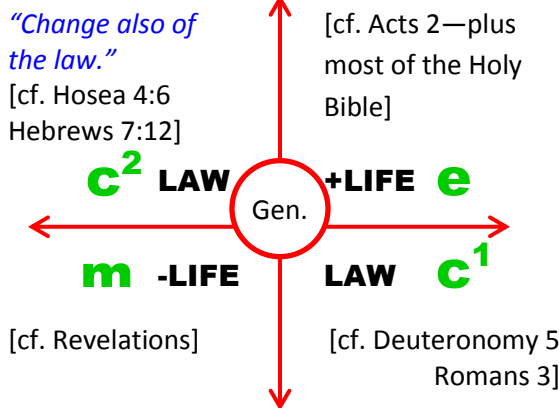 “Change also of
the law.”
[cf. Hosea 4:6
Hebrews 7:12]
[cf. Acts 2—plus
most of the Holy
Bible]
c² LAW
+LIFE e
Gen.
m -LIFE
LAW c¹
[cf. Revelations]
[cf. Deuteronomy 5
Romans 3]